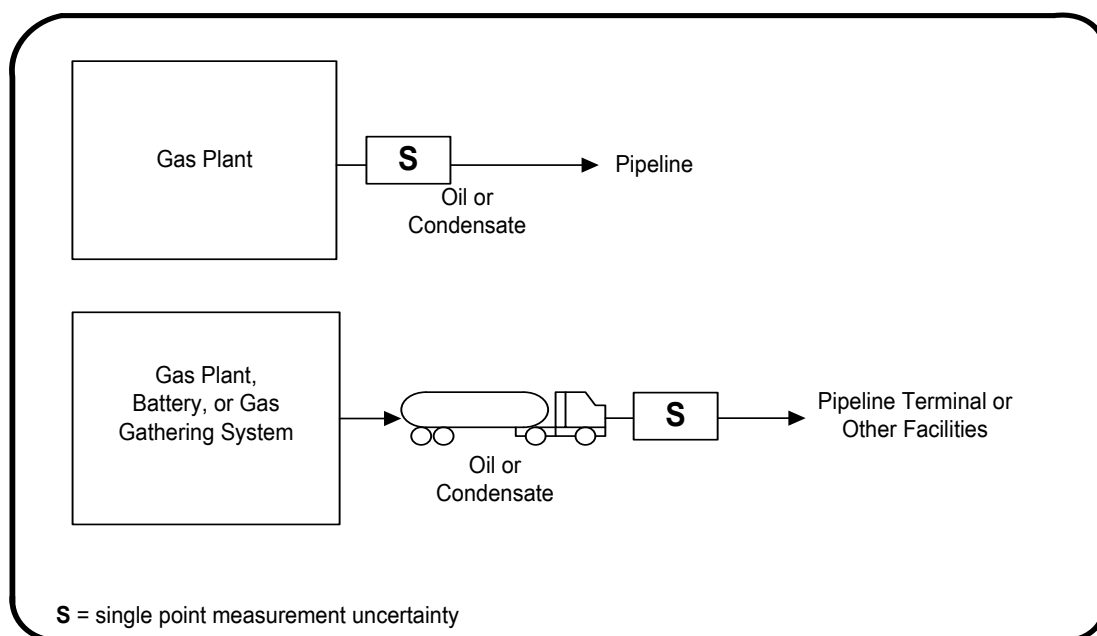 Gas Plant
S
Pipeline
Oil or
Condensate
Gas Plant,
Battery, or Gas
Gathering System
S
Pipeline Terminal or
Other Facilities
Oil or
Condensate
S = single point measurement uncertainty